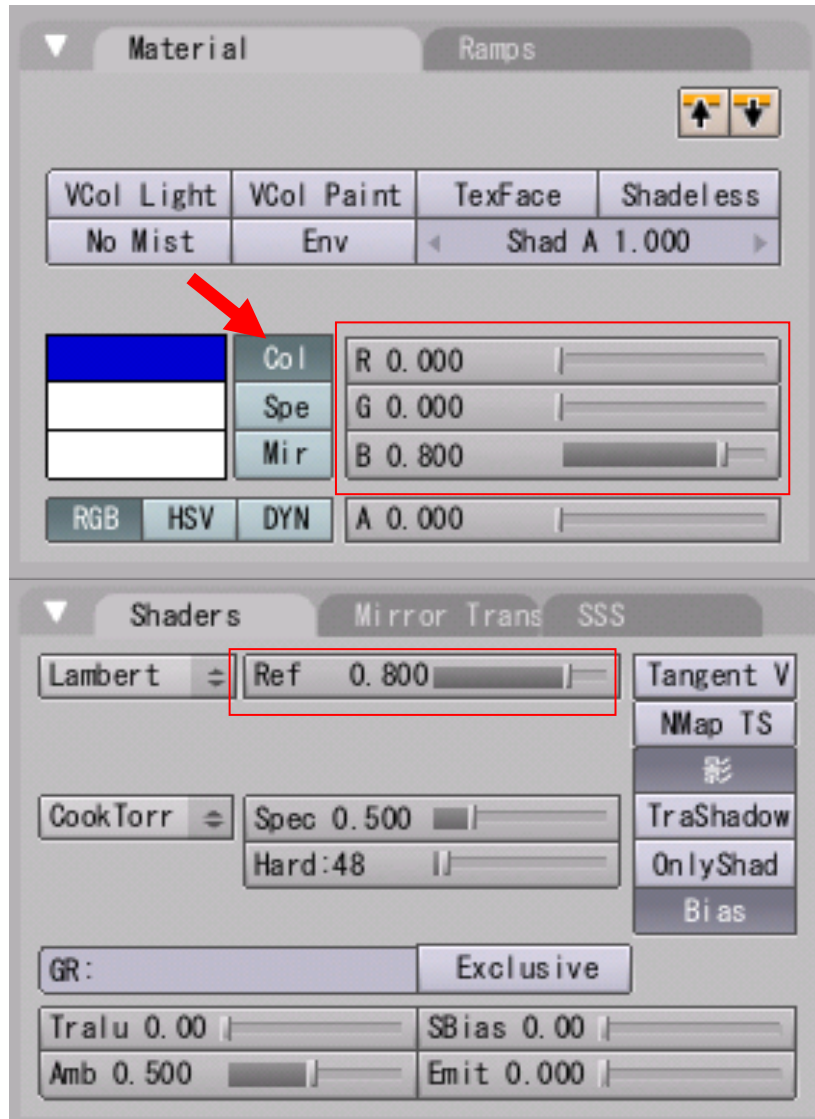 Material Ramps
VCol Light VCol Paint TexFace Shadeless
No Mist Env Shad A 1.000
Col R 0.000
Spe G 0.000
Mir B 0.800
RGB HSV DYN A 0.000
Shaders Mirror Trans SSS
Lambert Ref 0.800 Tangent V
NMap TS
影
CookTorr Spec 0.500 TraShadow
Hard:48 OnlyShad
Bias
GR: Exclusive
Tralu 0.00 SBias 0.00
Amb 0.500 Emit 0.000